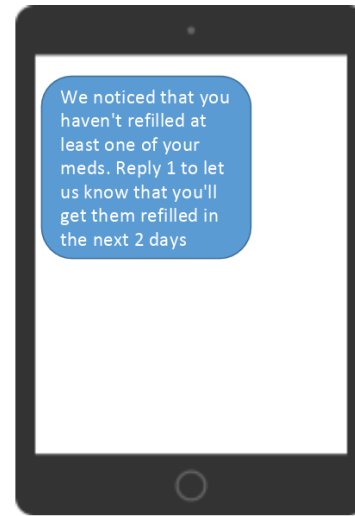 We noticed that you
haven't refilled at
least one of your
meds. Reply 1 to let
us know that you'll
get them refilled in
the next 2 days